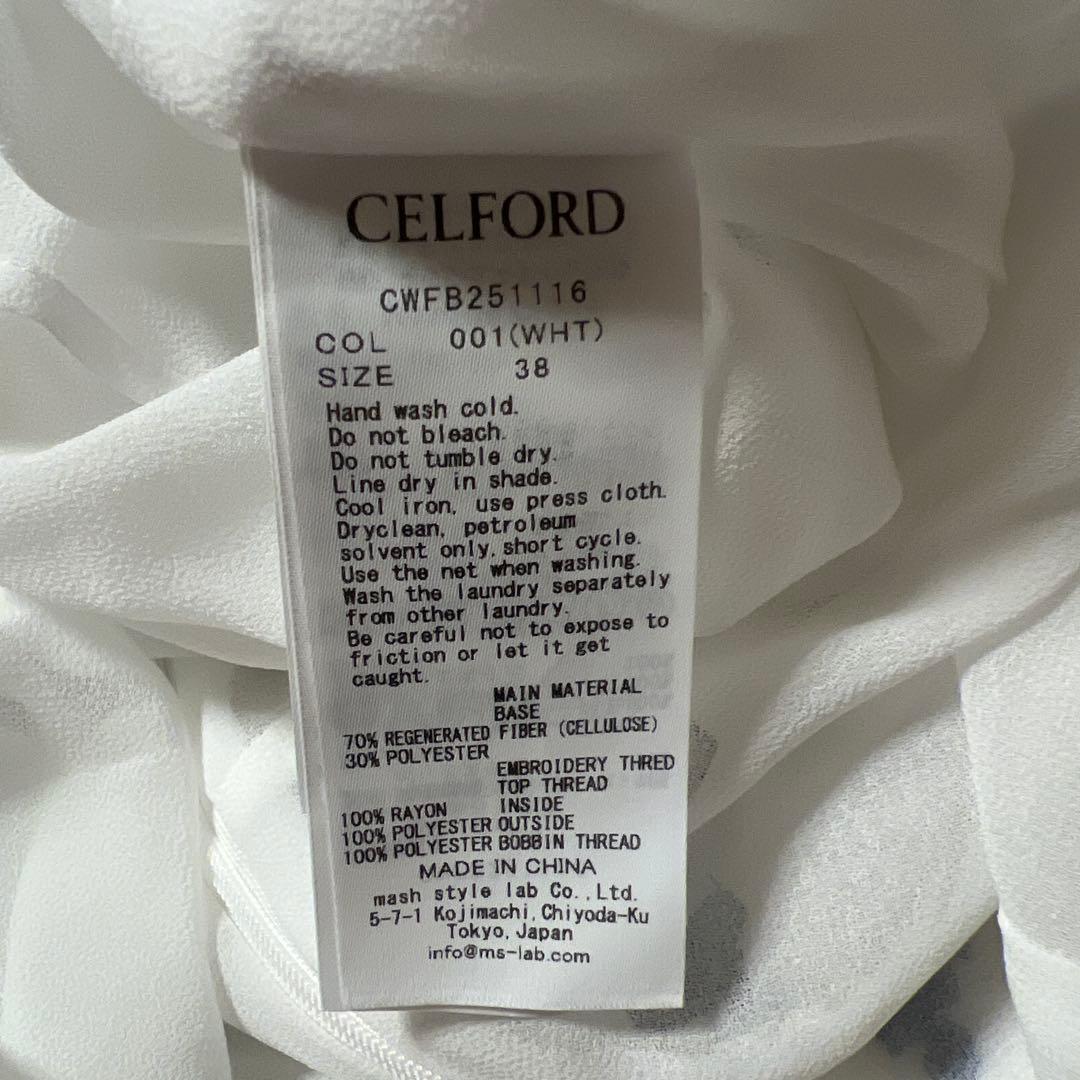 CELFORD
CWFB251116
COL 001(WHT)
SIZE 38
Hand wash cold.
Do not bleach.
Do not tumble dry.
Line dry in shade.
Cool iron, use press cloth.
Dryclean, petroleum
solvent only, short cycle.
Use the net when washing.
Wash the laundry separately
from other laundry.
Be careful not to expose to
friction or let it get
caught.
MAIN MATERIAL
BASE
70% REGENERATED FIBER (CELLULOSE)
30% POLYESTER
EMBROIDERY THRED
TOP THREAD
INSIDE
100% RAYON
100% POLYESTER OUTSIDE
100% POLYESTER BOBBIN THREAD
MADE IN CHINA
mash style lab Co., Ltd.
5-7-1 Kojimachi, Chiyoda-Ku
Tokyo, Japan
info@ms-lab.com